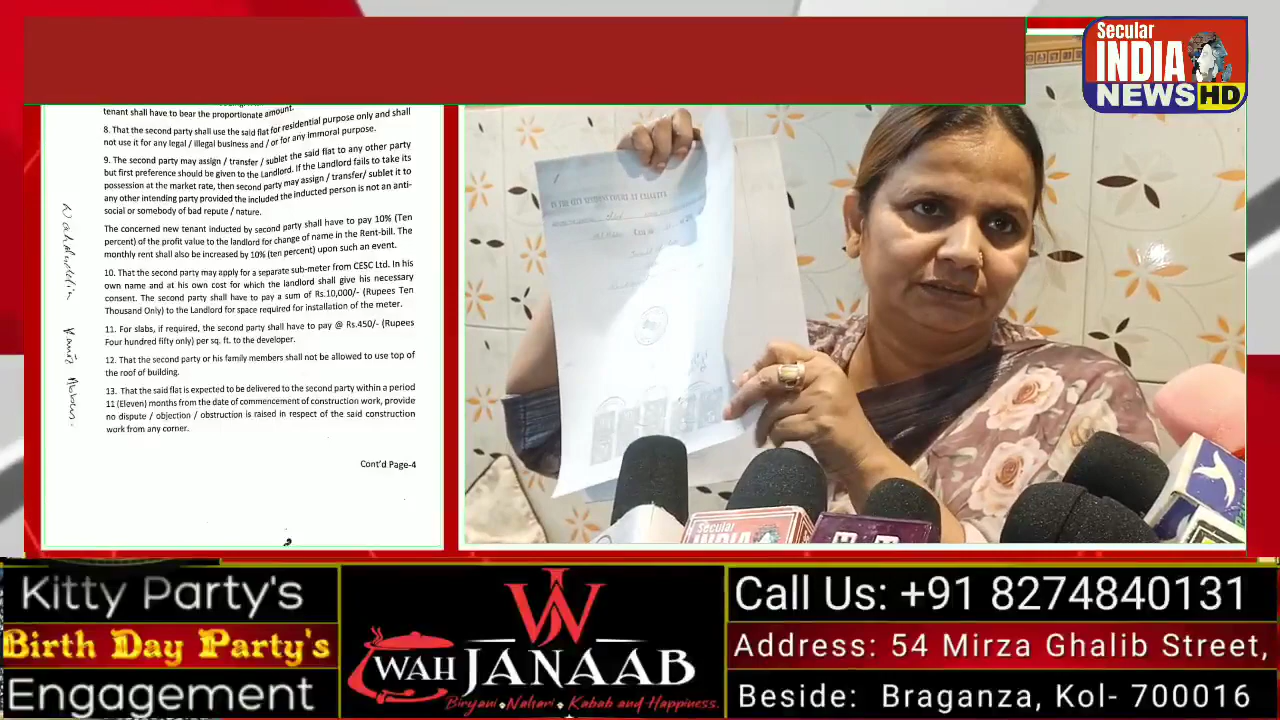 Secular
INDIA
NEWS HD
tenant shall have to bear the proportionate amount.
8. That the second party shall use the said flat for residential purpose only and shall
not use it for any legal / illegal business and / or for any immoral purpose.
9. The second party may assign / transfer / sublet the said flat to any other party
but first preference should be given to the Landlord. If the Landlord fails to take its
possession at the market rate, then second party may assign / transfer/ sublet it to
any other intending party provided the included the inducted person is not an anti-
social or somebody of bad repute / nature.
The concerned new tenant inducted by second party shall have to pay 10% (Ten
percent) of the profit value to the landlord for change of name in the Rent-bill. The
monthly rent shall also be increased by 10% (ten percent) upon such an event.
10. That the second party may apply for a separate sub-meter from CESC Ltd. In his
own name and at his own cost for which the landlord shall give his necessary
consent. The second party shall have to pay a sum of Rs.10,000/- (Rupees Ten
Thousand Only) to the Landlord for space required for installation of the meter.
11. For slabs, if required, the second party shall have to pay @ Rs.450/- (Rupees
Four hundred fifty only) per sq. ft. to the developer.
12. That the second party or his family members shall not be allowed to use top of
the roof of building.
13. That the said flat is expected to be delivered to the second party within a period
11 (Eleven) months from the date of commencement of construction work, provide
no dispute / objection / obstruction is raised in respect of the said construction
work from any corner.
Cont'd Page-4
IN THE CITY SESSIONS COURT AT CALCUTTA
Secular
INDIA
Kitty Party's
Birth Day Party's
Engagement
WAH JANAAB
Biryani Nahari Kabab and Happiness.
Call Us: +91 8274840131
Address: 54 Mirza Ghalib Street,
Beside: Braganza, Kol- 700016